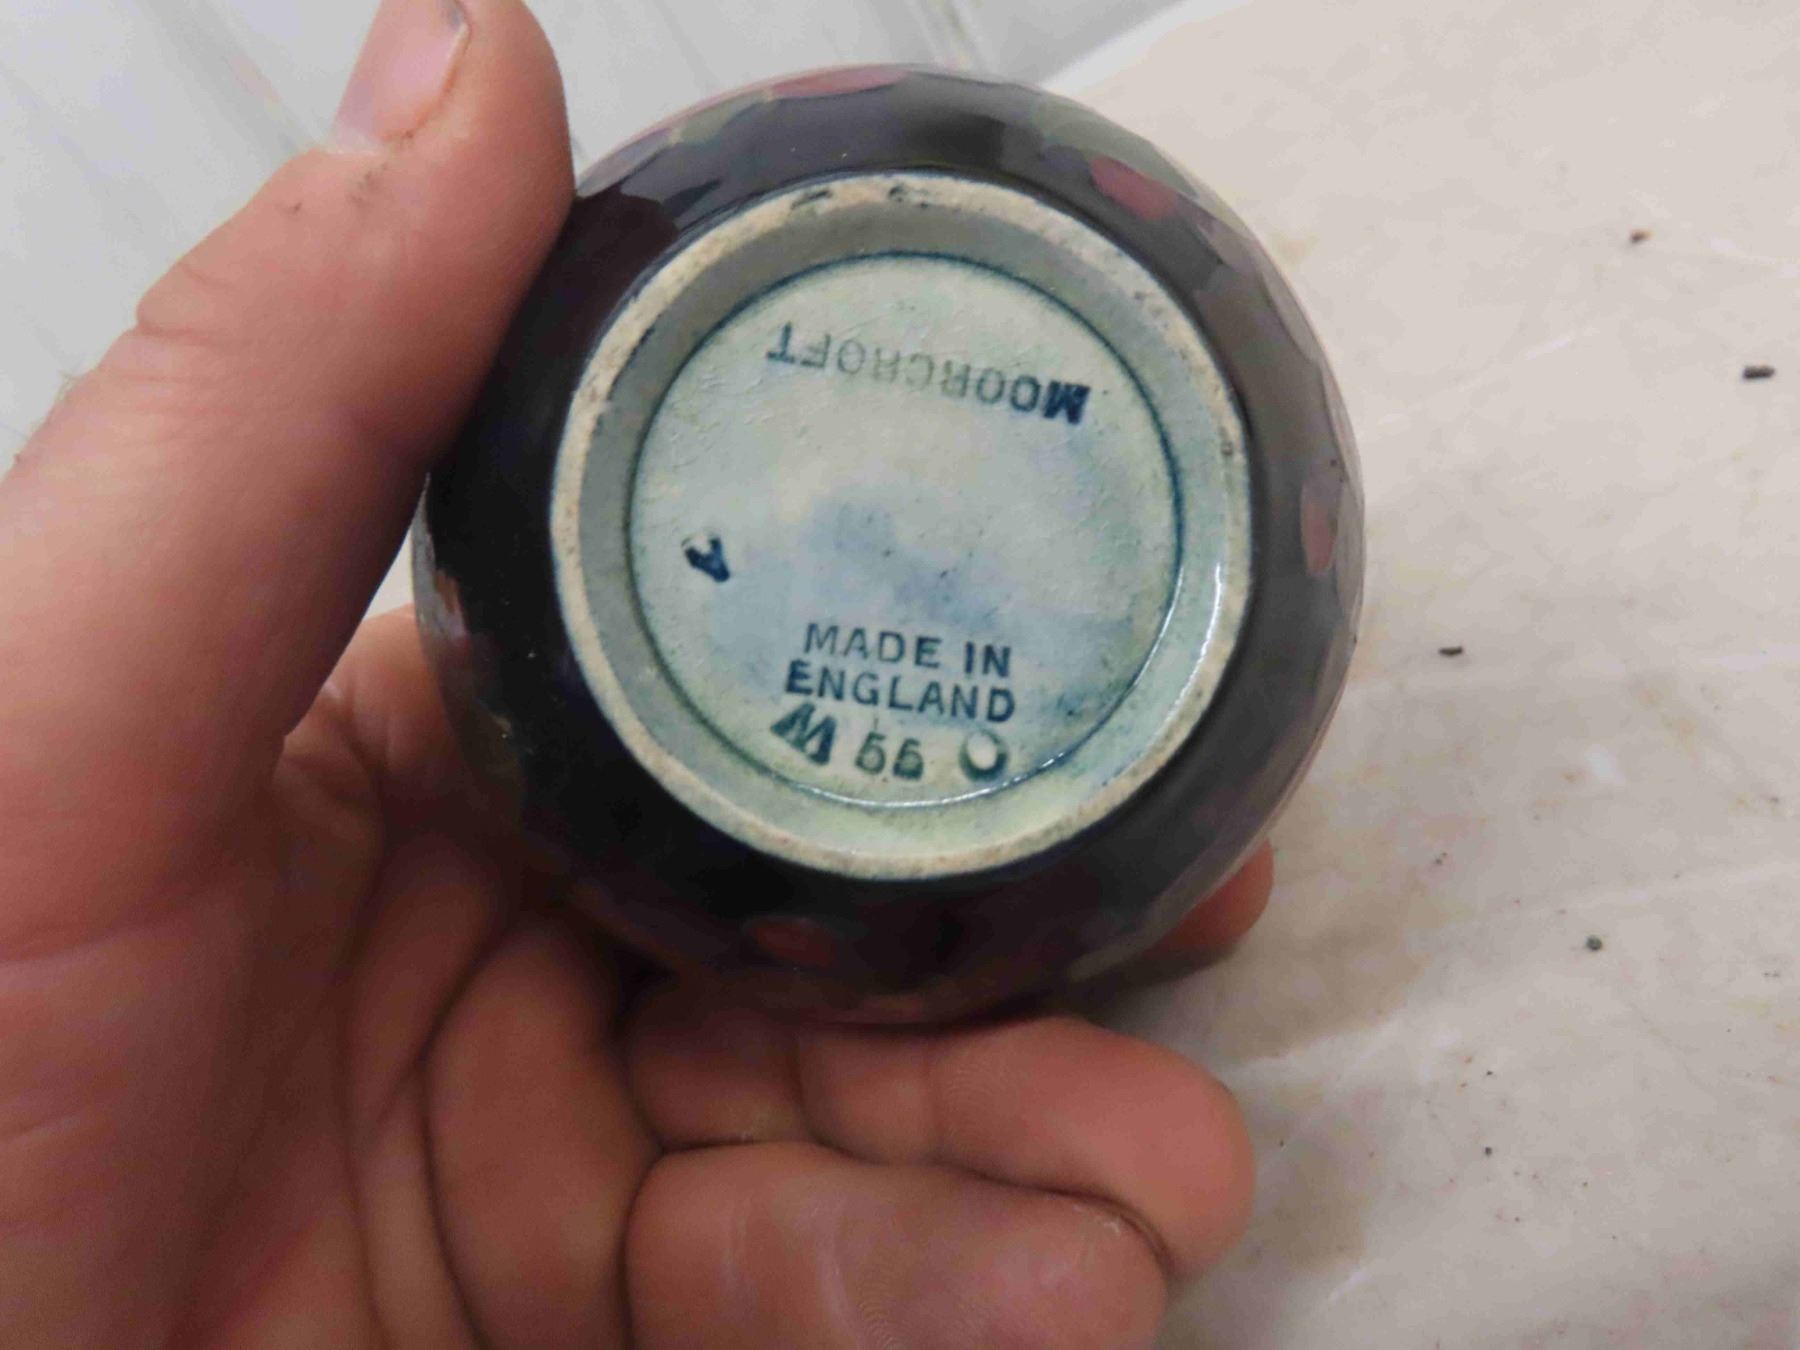 MOORCROFT
A
MADE IN
ENGLAND
M 55 O